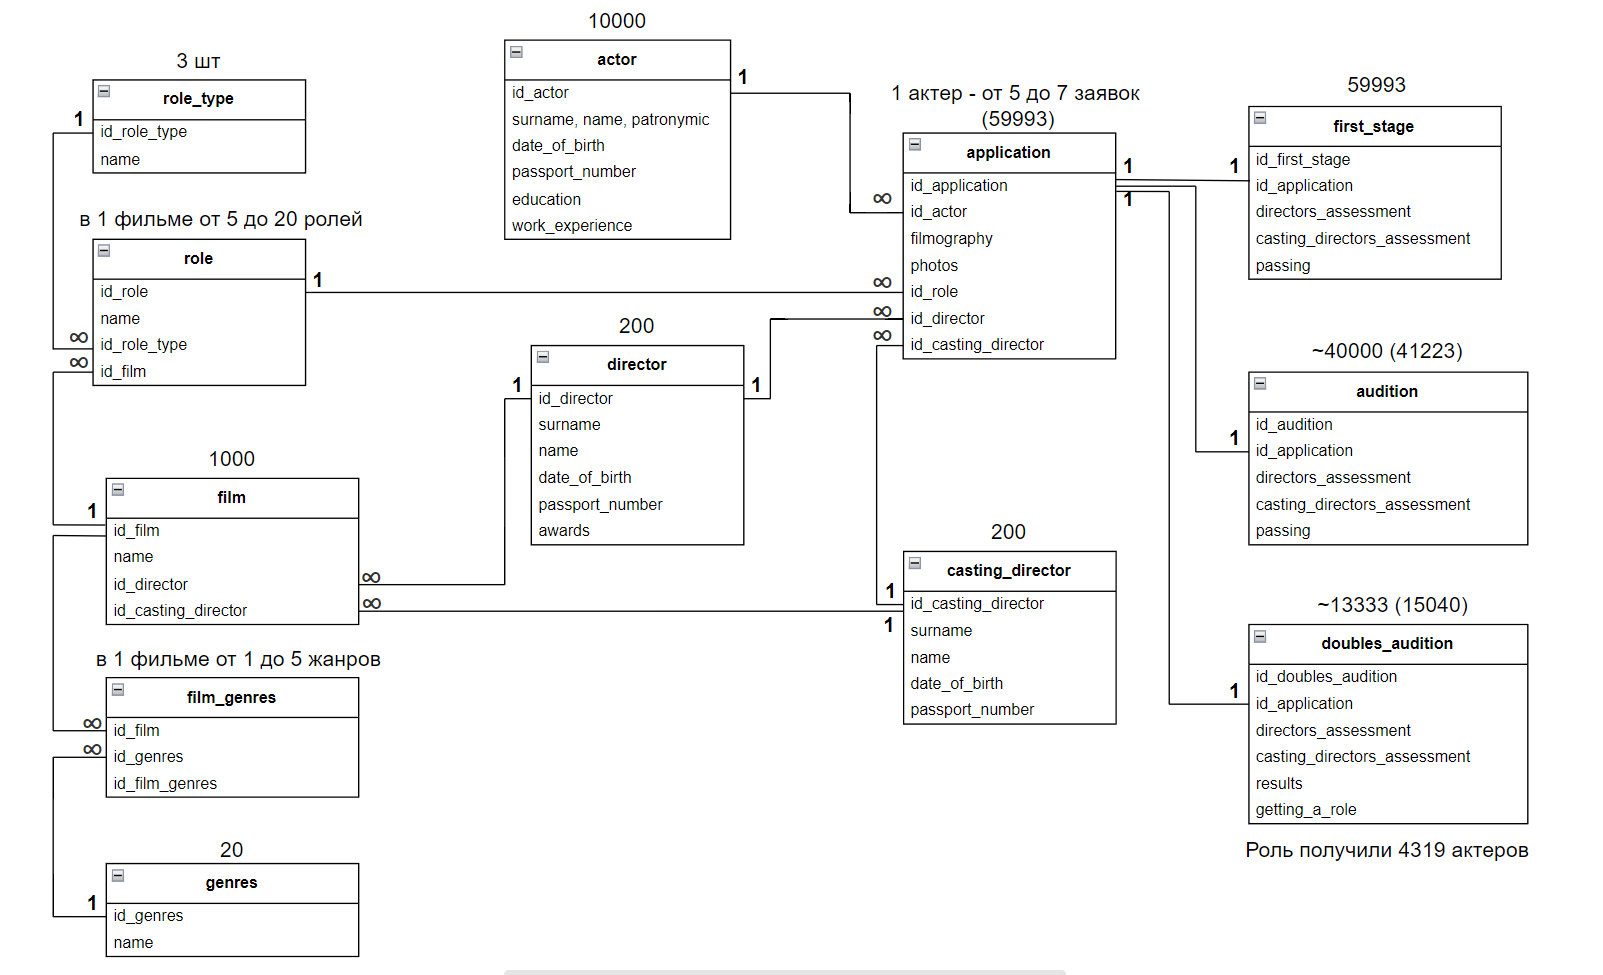 3 шт
role_type
1
id_role_type
name
в 1 фильме от 5 до 20 ролей
role
1
id_role
name
∞
id_role_type
∞
id_film
1000
film
1
id_film
name
id_director
∞
id_casting_director
∞
в 1 фильме от 1 до 5 жанров
film_genres
∞
id_film
∞
id_genres
id_film_genres
20
genres
1
id_genres
name
10000
actor
1
id_actor
surname, name, patronymic
date_of_birth
passport_number
education
work_experience
200
director
1
1
id_director
surname
name
date_of_birth
passport_number
awards
1 актер - от 5 до 7 заявок
(59993)
application
1
id_application
1
∞
id_actor
filmography
photos
∞
id_role
∞
id_director
∞
id_casting_director
200
casting_director
1
id_casting_director
1
surname
name
date_of_birth
passport_number
59993
first_stage
1
id_first_stage
id_application
directors_assessment
casting_directors_assessment
passing
~40000 (41223)
audition
id_audition
1
id_application
directors_assessment
casting_directors_assessment
passing
~13333 (15040)
doubles_audition
id_doubles_audition
1
id_application
directors_assessment
casting_directors_assessment
results
getting_a_role
Роль получили 4319 актеров